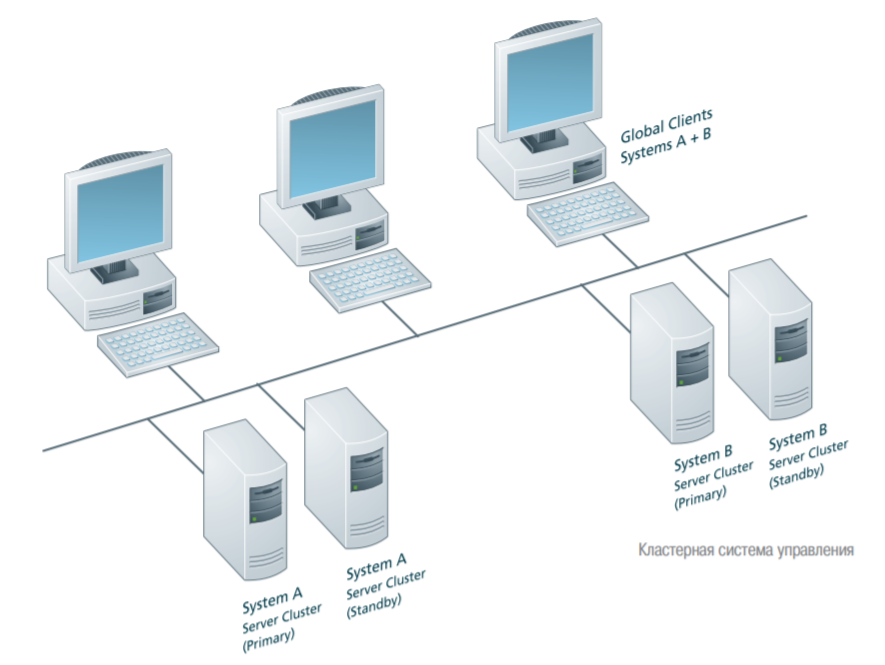 Global Clients
Systems A + B
System B
Server Cluster
(Primary)
System B
Server Cluster
(Standby)
Кластерная система управления
System A
Server Cluster
(Primary)
System A
Server Cluster
(Standby)